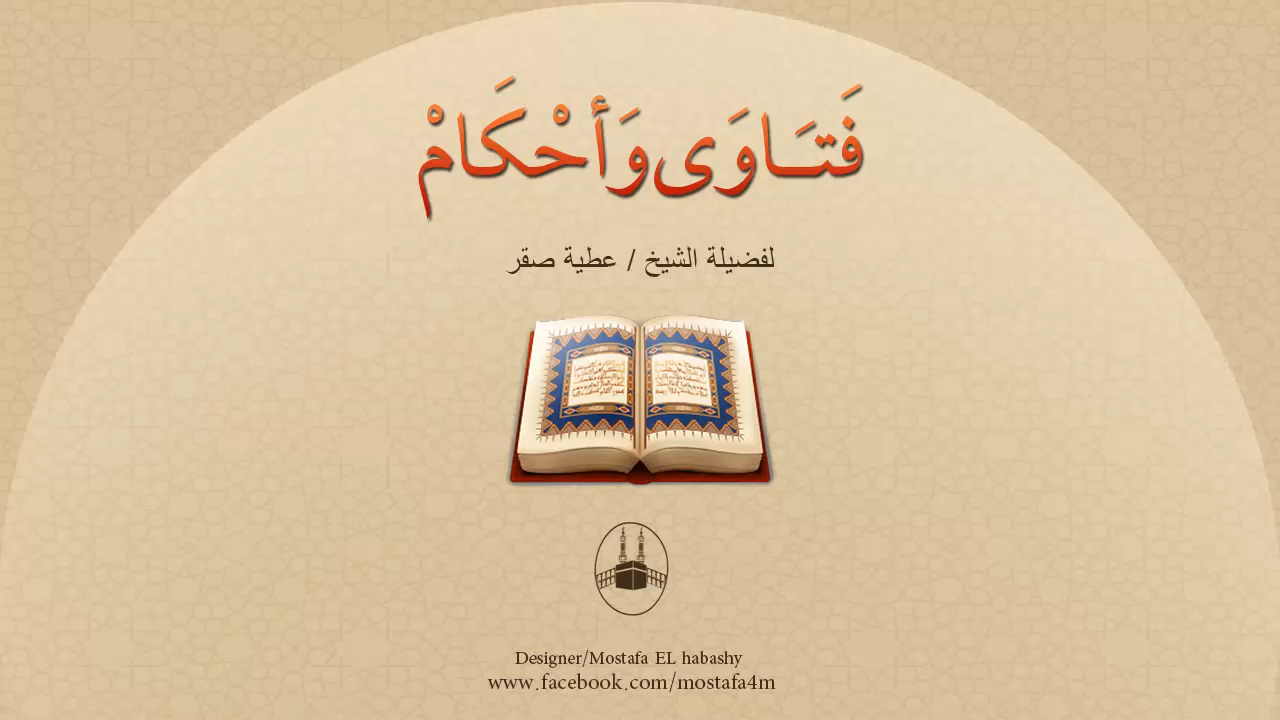 فَتَـاوَى وَأَحْكَامْ
لفضيلة الشيخ / عطية صقر
Designer/Mostafa EL habashy
www.facebook.com/mostafa4m